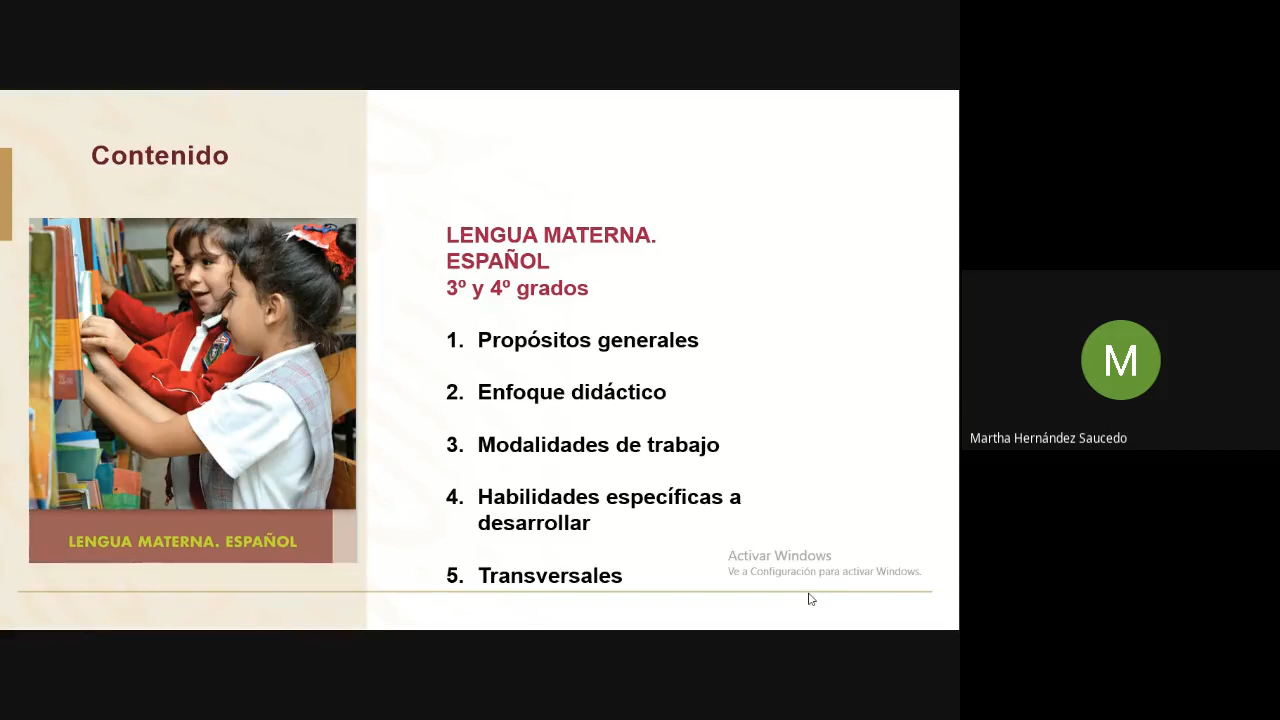 Contenido
LENGUA MATERNA. ESPAÑOL
LENGUA MATERNA.
ESPAÑOL
3º y 4º grados
1. Propósitos generales
2. Enfoque didáctico
3. Modalidades de trabajo
4. Habilidades específicas a
desarrollar
5. Transversales
Activar Windows
Ve a Configuración para activar Windows.
M
Martha Hernández Saucedo